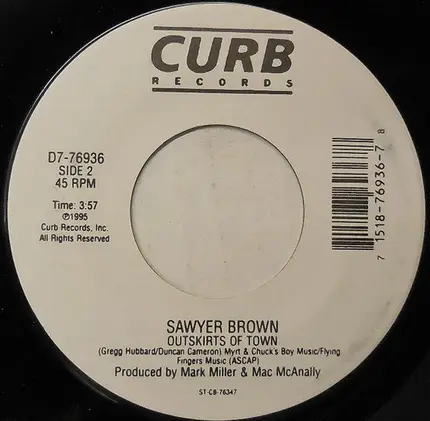 CURB
RECORDS
D7-76936
SIDE 2
45 RPM
Time: 3:57
℗1995
Curb Records, Inc.
All Rights Reserved
7 1518-76936-7 8
SAWYER BROWN
OUTSKIRTS OF TOWN
(Gregg Hubbard/Duncan Cameron) Myrt & Chuck's Boy Music/Flying
Fingers Music (ASCAP)
Produced by Mark Miller & Mac McAnally
ST-CB-76347